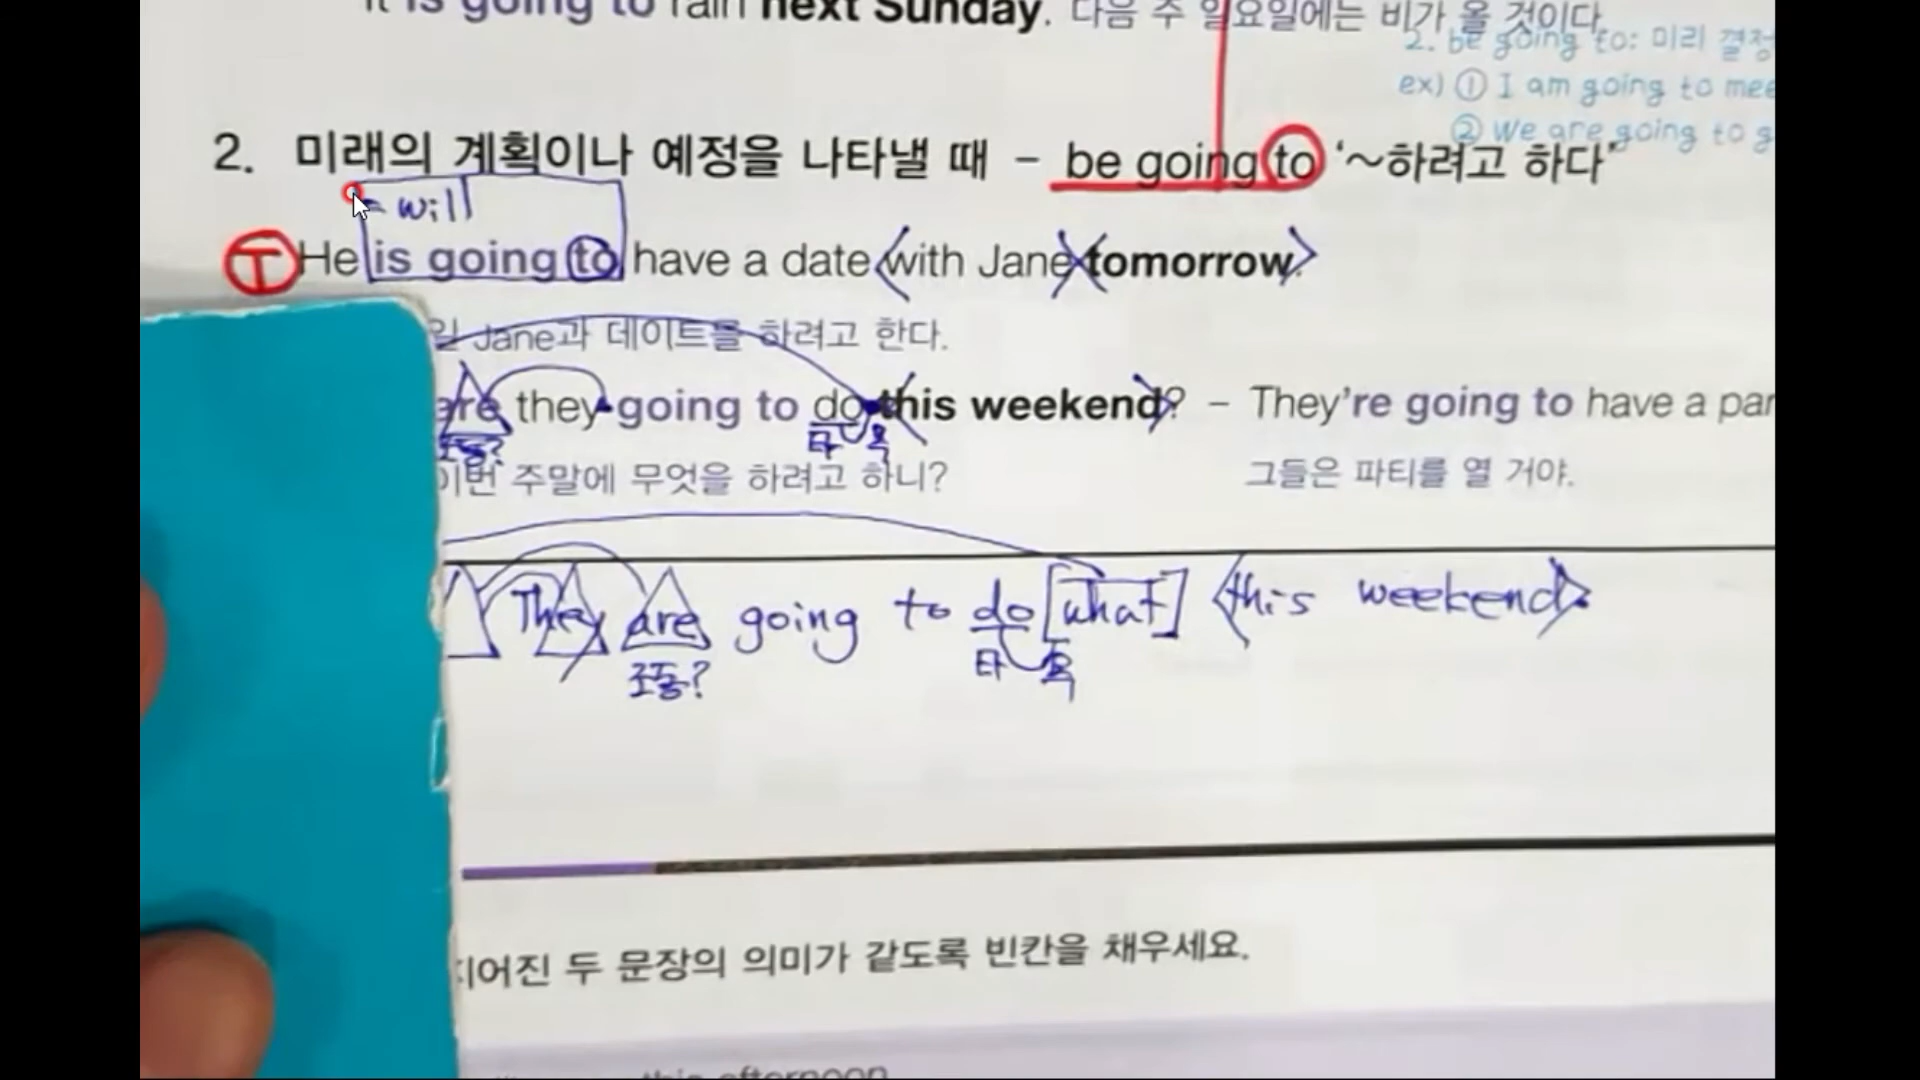 It is going to rain next Sunday. 다음 주 일요일에는 비가 올 것이다.
2. be going to: 미리 결정
ex) ① I am going to mee
② We are going to g
2. 미래의 계획이나 예정을 나타낼 때 – be going to ‘~하려고 하다’
= will
T He is going to have a date with Jane tomorrow.
일 Jane과 데이트를 하려고 한다.
are they going to do this weekend? – They're going to have a par
조동? 타 목
이번 주말에 무엇을 하려고 하니? 그들은 파티를 열 거야.
They are going to do [what] <this weekend>
조동? 타 목
지어진 두 문장의 의미가 같도록 빈칸을 채우세요.
this afternoon